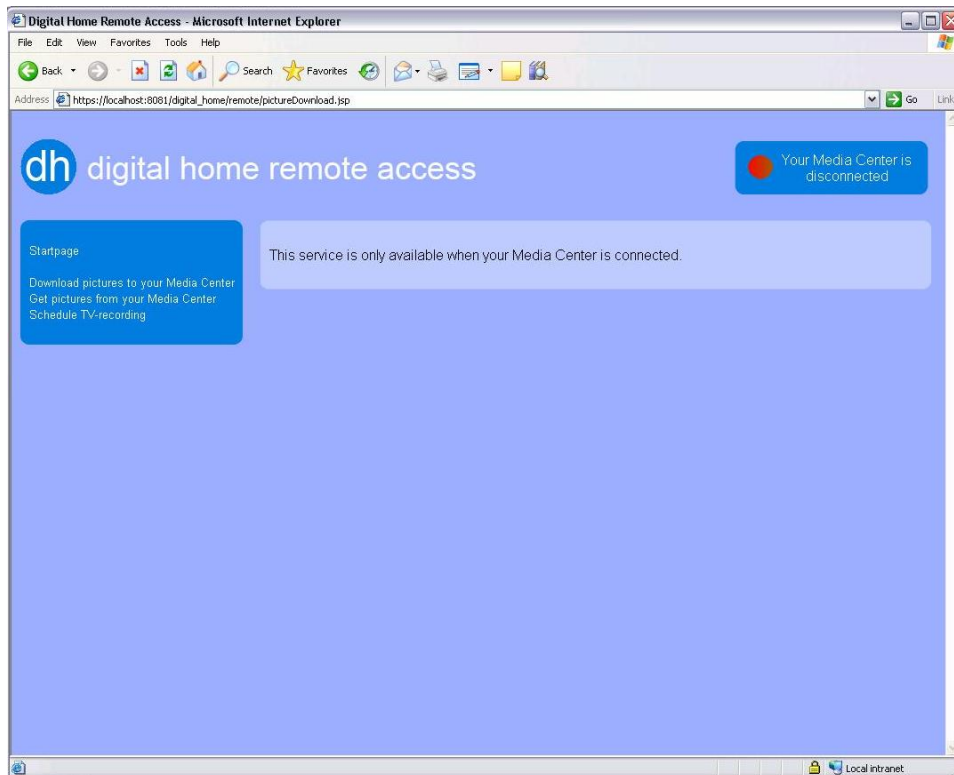 Digital Home Remote Access - Microsoft Internet Explorer
File Edit View Favorites Tools Help
Back Search Favorites
Address https://localhost:8081/digital_home/remote/pictureDownload.jsp Go Link
dh digital home remote access
Your Media Center is
disconnected
Startpage
Download pictures to your Media Center
Get pictures from your Media Center
Schedule TV-recording
This service is only available when your Media Center is connected.
Local intranet